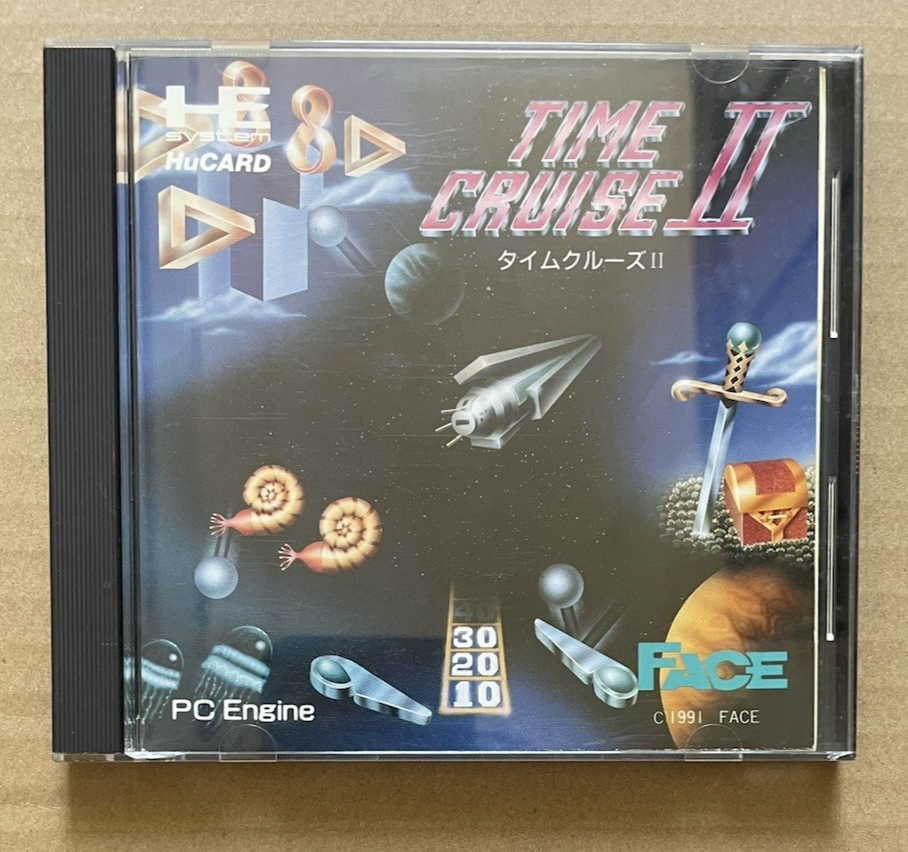 HE
system
HuCARD
TIME
CRUISE II
タイムクルーズII
40
30
20
10
FACE
PC Engine
C 1991 FACE